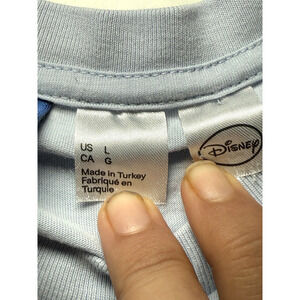 US L
CA G
Made in Turkey
Fabriqué en
Turquie
Disney